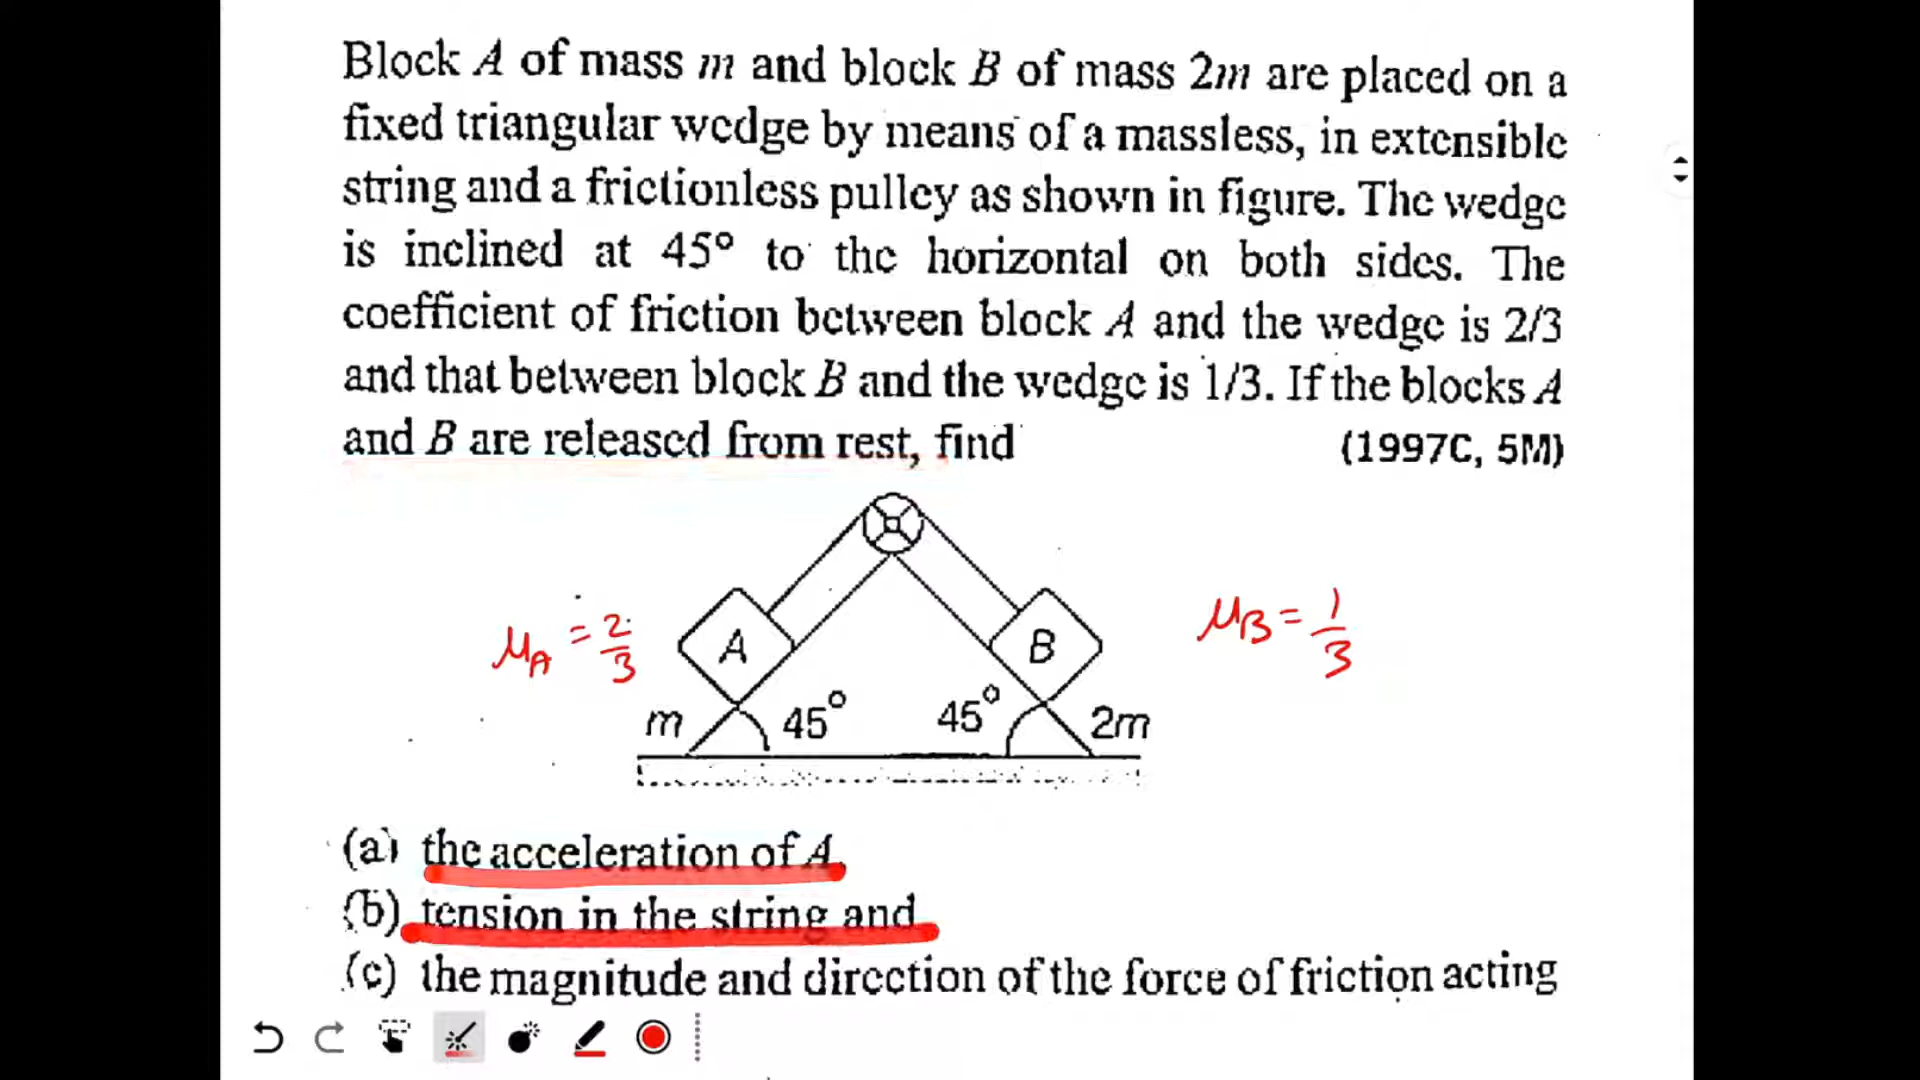 Block A of mass m and block B of mass 2m are placed on a
fixed triangular wedge by means of a massless, in extensible
string and a frictionless pulley as shown in figure. The wedge
is inclined at 45° to the horizontal on both sides. The
coefficient of friction between block A and the wedge is 2/3
and that between block B and the wedge is 1/3. If the blocks A
and B are released from rest, find (1997C, 5M)
μA = 2/3
A
B
μB = 1/3
m 45° 45° 2m
(a) the acceleration of A,
(b) tension in the string and
(c) the magnitude and direction of the force of friction acting